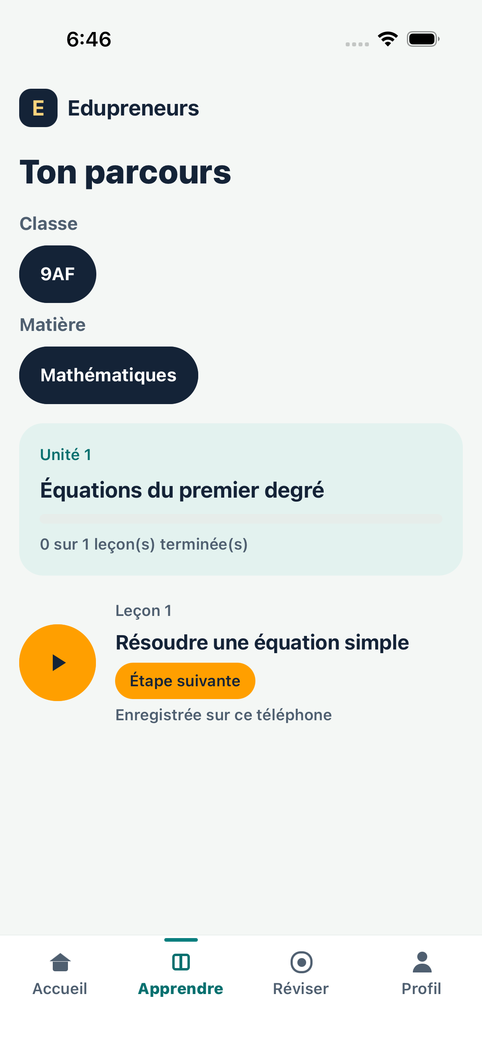 6:46
E Edupreneurs
Ton parcours
Classe
9AF
Matière
Mathématiques
Unité 1
Équations du premier degré
0 sur 1 leçon(s) terminée(s)
Leçon 1
Résoudre une équation simple
Étape suivante
Enregistrée sur ce téléphone
Accueil Apprendre Réviser Profil